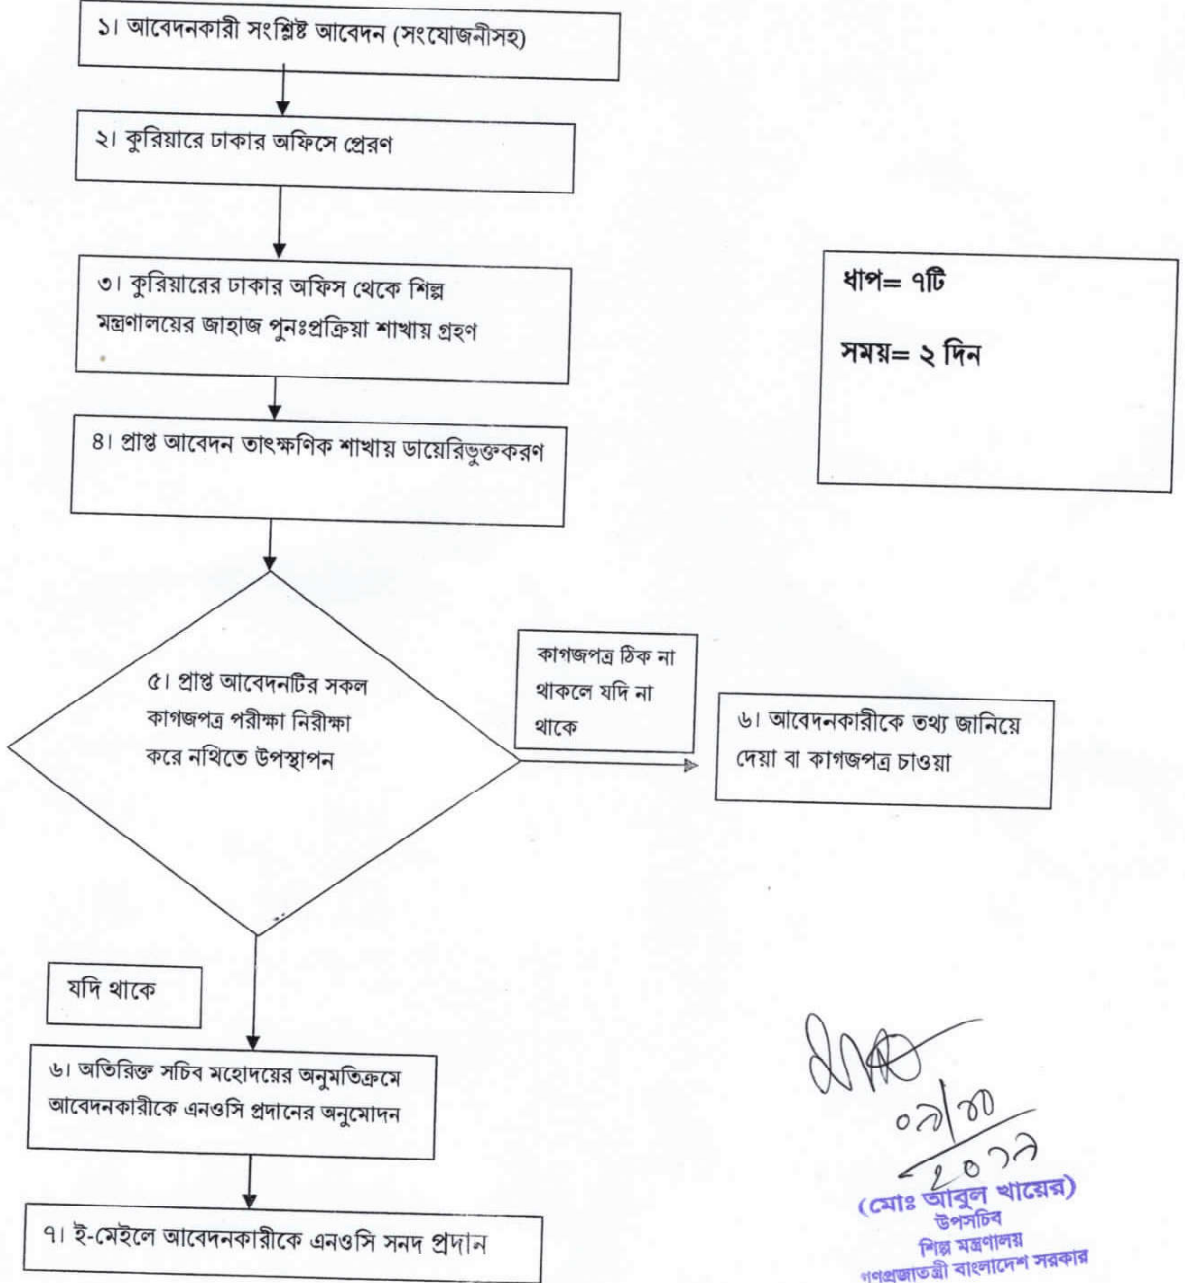 ১। আবেদনকারী সংশ্লিষ্ট আবেদন (সংযোজনীসহ)
২। কুরিয়ারে ঢাকার অফিসে প্রেরণ
৩। কুরিয়ারের ঢাকার অফিস থেকে শিল্প
মন্ত্রণালয়ের জাহাজ পুনঃপ্রক্রিয়া শাখায় গ্রহণ
ধাপ= ৭টি
সময়= ২ দিন
৪। প্রাপ্ত আবেদন তাৎক্ষণিক শাখায় ডায়েরিভুক্তকরণ
৫। প্রাপ্ত আবেদনটির সকল
কাগজপত্র পরীক্ষা নিরীক্ষা
করে নথিতে উপস্থাপন
কাগজপত্র ঠিক না
থাকলে যদি না
থাকে
৬। আবেদনকারীকে তথ্য জানিয়ে
দেয়া বা কাগজপত্র চাওয়া
যদি থাকে
৬। অতিরিক্ত সচিব মহোদয়ের অনুমতিক্রমে
আবেদনকারীকে এনওসি প্রদানের অনুমোদন
৭। ই-মেইলে আবেদনকারীকে এনওসি সনদ প্রদান
(মোঃ আবুল খায়ের)
উপসচিব
শিল্প মন্ত্রণালয়
গণপ্রজাতন্ত্রী বাংলাদেশ সরকার